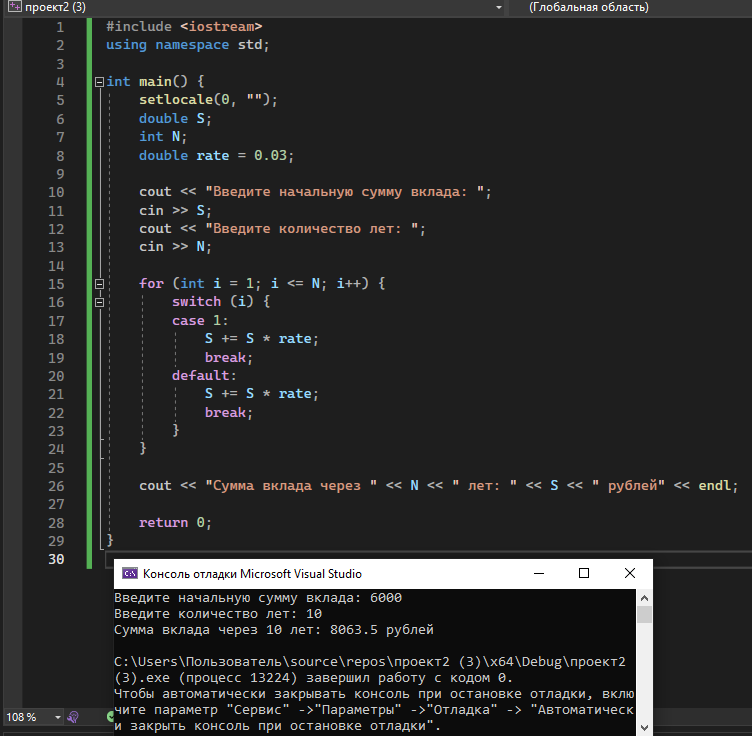 проект2 (3) (Глобальная область)
1 #include <iostream>
2 using namespace std;
3
4 int main() {
5 setlocale(0, "");
6 double S;
7 int N;
8 double rate = 0.03;
9
10 cout << "Введите начальную сумму вклада: ";
11 cin >> S;
12 cout << "Введите количество лет: ";
13 cin >> N;
14
15 for (int i = 1; i <= N; i++) {
16 switch (i) {
17 case 1:
18 S += S * rate;
19 break;
20 default:
21 S += S * rate;
22 break;
23 }
24 }
25
26 cout << "Сумма вклада через " << N << " лет: " << S << " рублей" << endl;
27
28 return 0;
29 }
30
Консоль отладки Microsoft Visual Studio
Введите начальную сумму вклада: 6000
Введите количество лет: 10
Сумма вклада через 10 лет: 8063.5 рублей
C:\Users\Пользователь\source\repos\проект2 (3)\x64\Debug\проект2
(3).exe (процесс 13224) завершил работу с кодом 0.
Чтобы автоматически закрывать консоль при остановке отладки, вклю
чите параметр "Сервис" ->"Параметры" ->"Отладка" -> "Автоматическ
и закрыть консоль при остановке отладки".
108 %